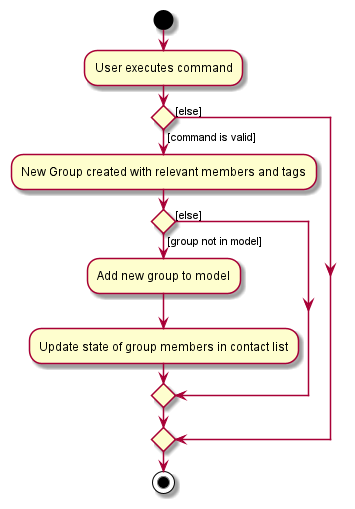 User executes command
[else]
[command is valid]
New Group created with relevant members and tags
[else]
[group not in model]
Add new group to model
Update state of group members in contact list